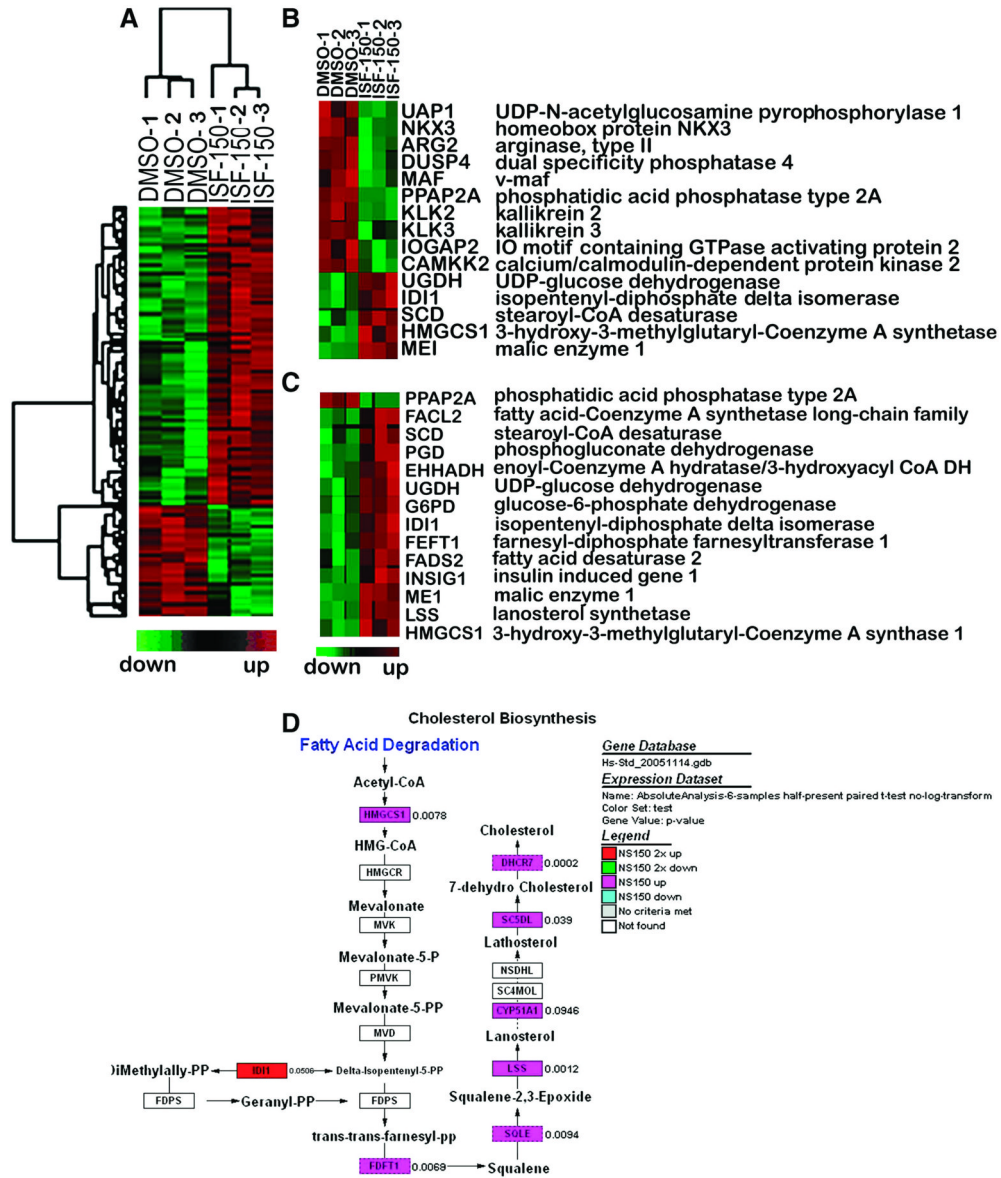 A
DMSO-1
DMSO-2
DMSO-3
ISF-150-1
ISF-150-2
ISF-150-3
down up
B
DMSO-1
DMSO-2
DMSO-3
ISF-150-1
ISF-150-2
ISF-150-3
UAP1 UDP-N-acetylglucosamine pyrophosphorylase 1
NKX3 homeobox protein NKX3
ARG2 arginase, type II
DUSP4 dual specificity phosphatase 4
MAF v-maf
PPAP2A phosphatidic acid phosphatase type 2A
KLK2 kallikrein 2
KLK3 kallikrein 3
IOGAP2 IO motif containing GTPase activating protein 2
CAMKK2 calcium/calmodulin-dependent protein kinase 2
UGDH UDP-glucose dehydrogenase
IDI1 isopentenyl-diphosphate delta isomerase
SCD stearoyl-CoA desaturase
HMGCS1 3-hydroxy-3-methylglutaryl-Coenzyme A synthetase
MEI malic enzyme 1
C
PPAP2A phosphatidic acid phosphatase type 2A
FACL2 fatty acid-Coenzyme A synthetase long-chain family
SCD stearoyl-CoA desaturase
PGD phosphogluconate dehydrogenase
EHHADH enoyl-Coenzyme A hydratase/3-hydroxyacyl CoA DH
UGDH UDP-glucose dehydrogenase
G6PD glucose-6-phosphate dehydrogenase
IDI1 isopentenyl-diphosphate delta isomerase
FEFT1 farnesyl-diphosphate farnesyltransferase 1
FADS2 fatty acid desaturase 2
INSIG1 insulin induced gene 1
ME1 malic enzyme 1
LSS lanosterol synthetase
HMGCS1 3-hydroxy-3-methylglutaryl-Coenzyme A synthase 1
down up
D
Cholesterol Biosynthesis
Fatty Acid Degradation
Acetyl-CoA
HMGCS1 0.0078
HMG-CoA
HMGCR
Mevalonate
MVK
Mevalonate-5-P
PMVK
Mevalonate-5-PP
MVD
DiMethylally-PP
IDI1 0.0506
Delta-Isopentenyl-5-PP
FDPS
Geranyl-PP
FDPS
trans-trans-farnesyl-pp
FDFT1 0.0069
Squalene
SQLE 0.0094
Squalene-2,3-Epoxide
LSS 0.0012
Lanosterol
CYP51A1 0.0946
SC4MOL
NSDHL
Lathosterol
SC5DL 0.039
7-dehydro Cholesterol
DHCR7 0.0002
Cholesterol
Gene Database
Hs-Std_20051114.gdb
Expression Dataset
Name: AbsoluteAnalysis-6-samples half-present paired t-test no-log-transform
Color Set: test
Gene Value: p-value
Legend
NS150 2x up
NS150 2x down
NS150 up
NS150 down
No criteria met
Not found